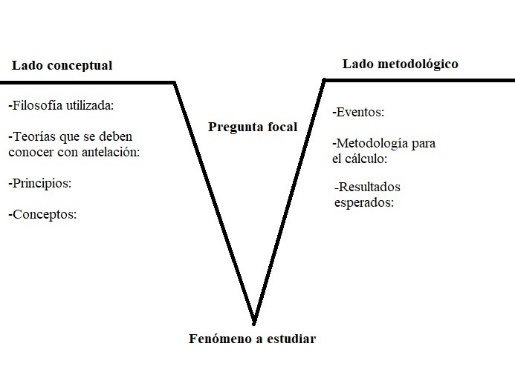 Lado conceptual
-Filosofía utilizada:
-Teorías que se deben
conocer con antelación:
-Principios:
-Conceptos:
Pregunta focal
Lado metodológico
-Eventos:
-Metodología para
el cálculo:
-Resultados
esperados:
Fenómeno a estudiar